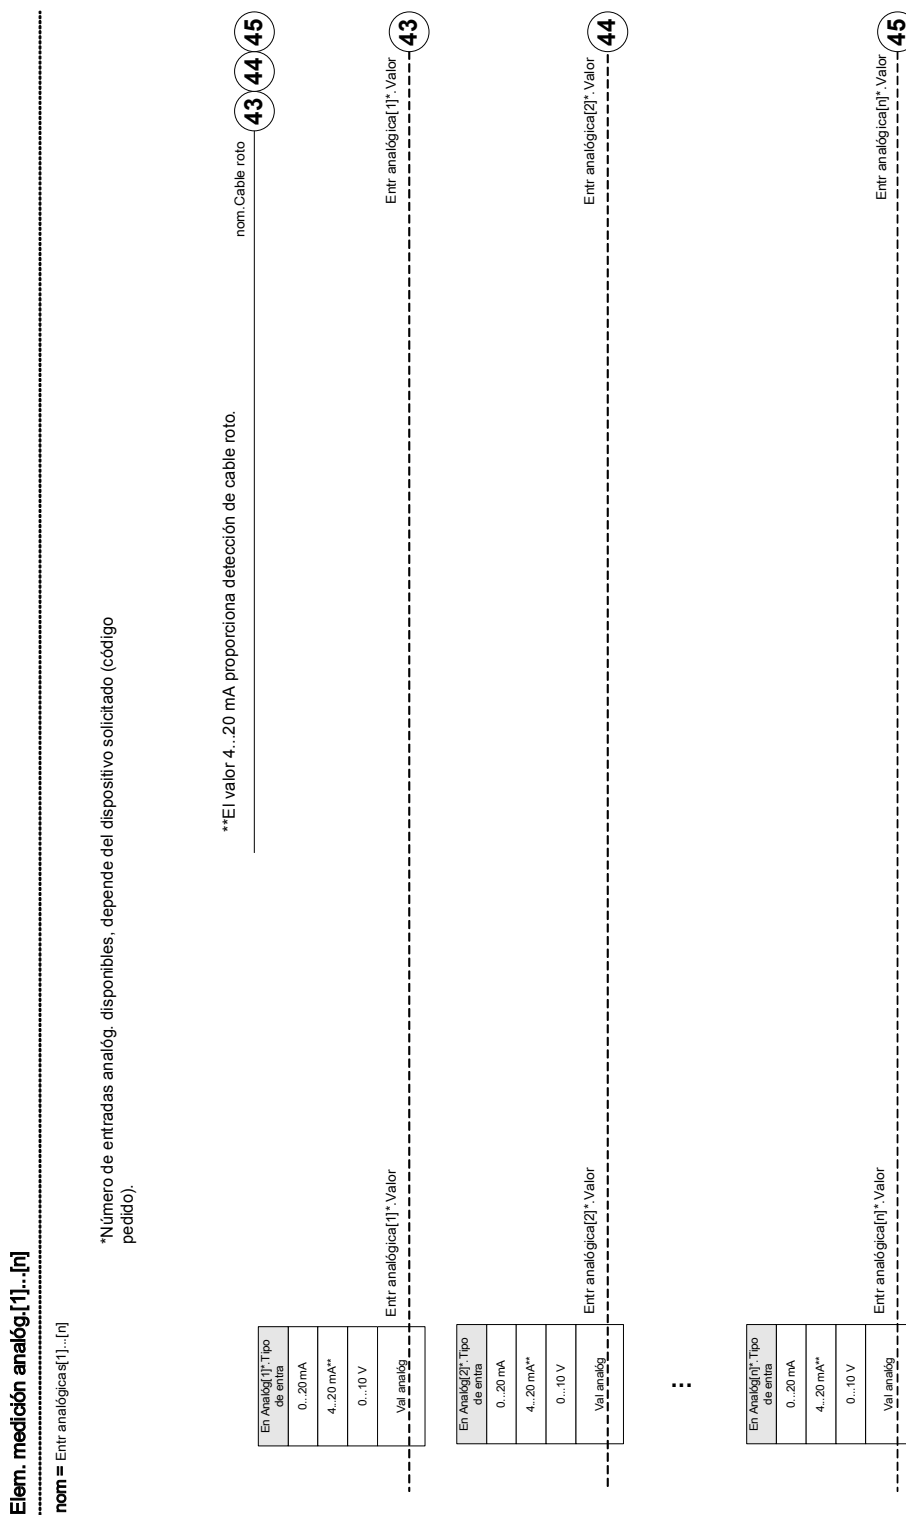 Elem. medición analóg.[1]...[n]
nom = Entr analógicas[1]...[n]
*Número de entradas analóg. disponibles, depende del dispositivo solicitado (código
pedido).
**El valor 4...20 mA proporciona detección de cable roto.
nom.Cable roto
43 44 45
En Analóg[1]*.Tipo
de entra
0...20 mA
4...20 mA**
0...10 V
Val analóg
Entr analógica[1]*.Valor
Entr analógica[1]*.Valor
43
En Analóg[2]*.Tipo
de entra
0...20 mA
4...20 mA**
0...10 V
Val analóg
Entr analógica[2]*.Valor
Entr analógica[2]*.Valor
44
...
En Analóg[n]*.Tipo
de entra
0...20 mA
4...20 mA**
0...10 V
Val analóg
Entr analógica[n]*.Valor
Entr analógica[n]*.Valor
45